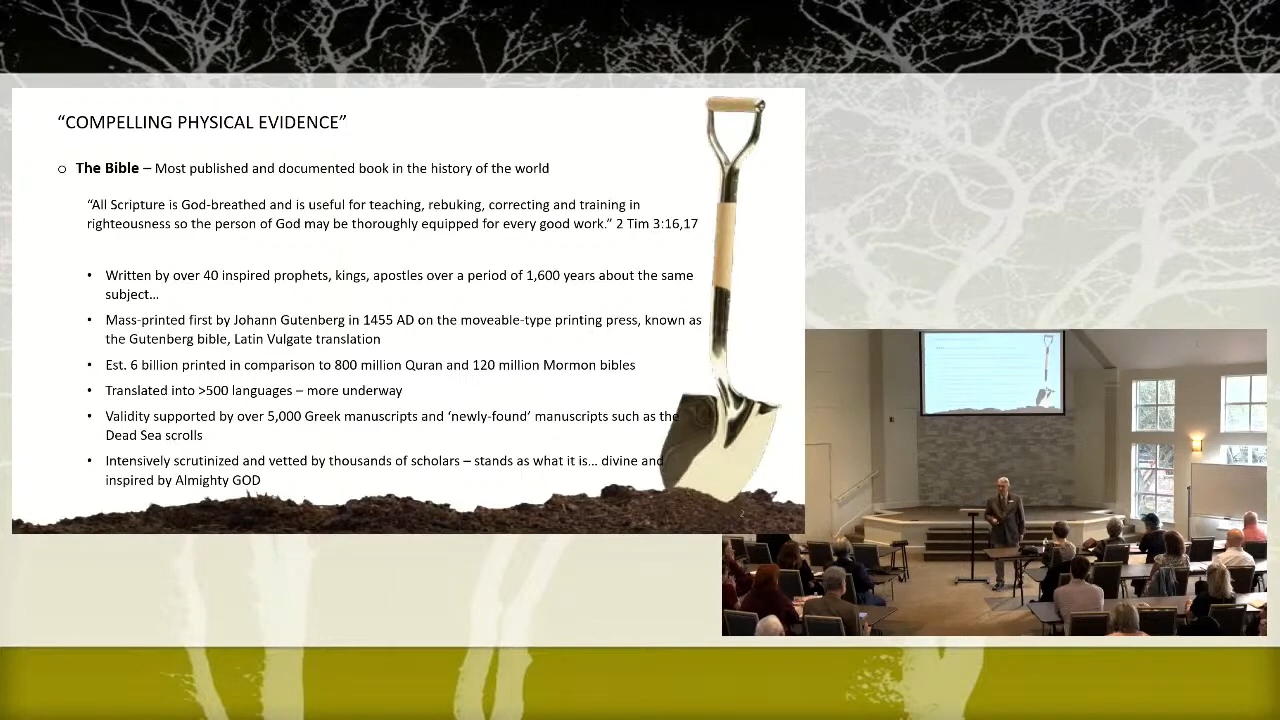 “COMPELLING PHYSICAL EVIDENCE”
o The Bible – Most published and documented book in the history of the world
“All Scripture is God-breathed and is useful for teaching, rebuking, correcting and training in
righteousness so the person of God may be thoroughly equipped for every good work.” 2 Tim 3:16,17
• Written by over 40 inspired prophets, kings, apostles over a period of 1,600 years about the same
subject…
• Mass-printed first by Johann Gutenberg in 1455 AD on the moveable-type printing press, known as
the Gutenberg bible, Latin Vulgate translation
• Est. 6 billion printed in comparison to 800 million Quran and 120 million Mormon bibles
• Translated into >500 languages – more underway
• Validity supported by over 5,000 Greek manuscripts and ‘newly-found’ manuscripts such as the
Dead Sea scrolls
• Intensively scrutinized and vetted by thousands of scholars – stands as what it is… divine and
inspired by Almighty GOD
2